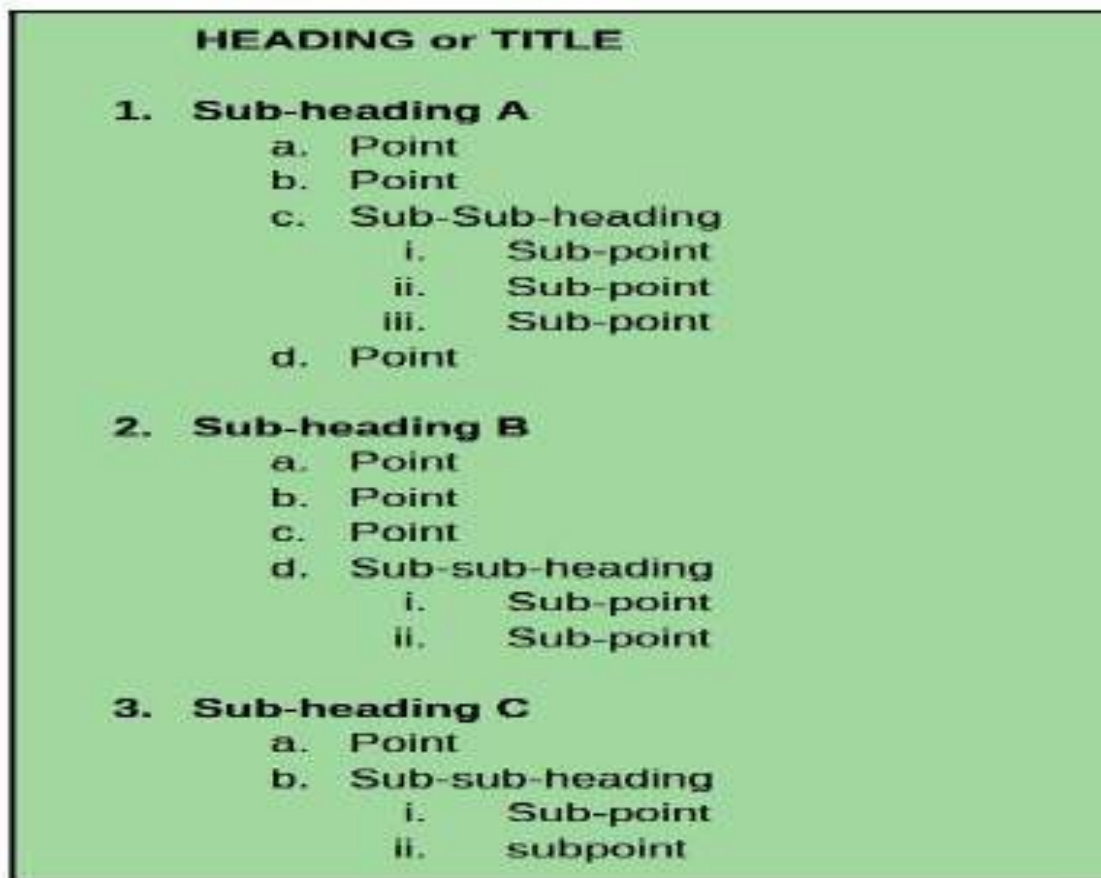 HEADING or TITLE
1. Sub-heading A
a. Point
b. Point
c. Sub-Sub-heading
i. Sub-point
ii. Sub-point
iii. Sub-point
d. Point
2. Sub-heading B
a. Point
b. Point
c. Point
d. Sub-sub-heading
i. Sub-point
ii. Sub-point
3. Sub-heading C
a. Point
b. Sub-sub-heading
i. Sub-point
ii. subpoint